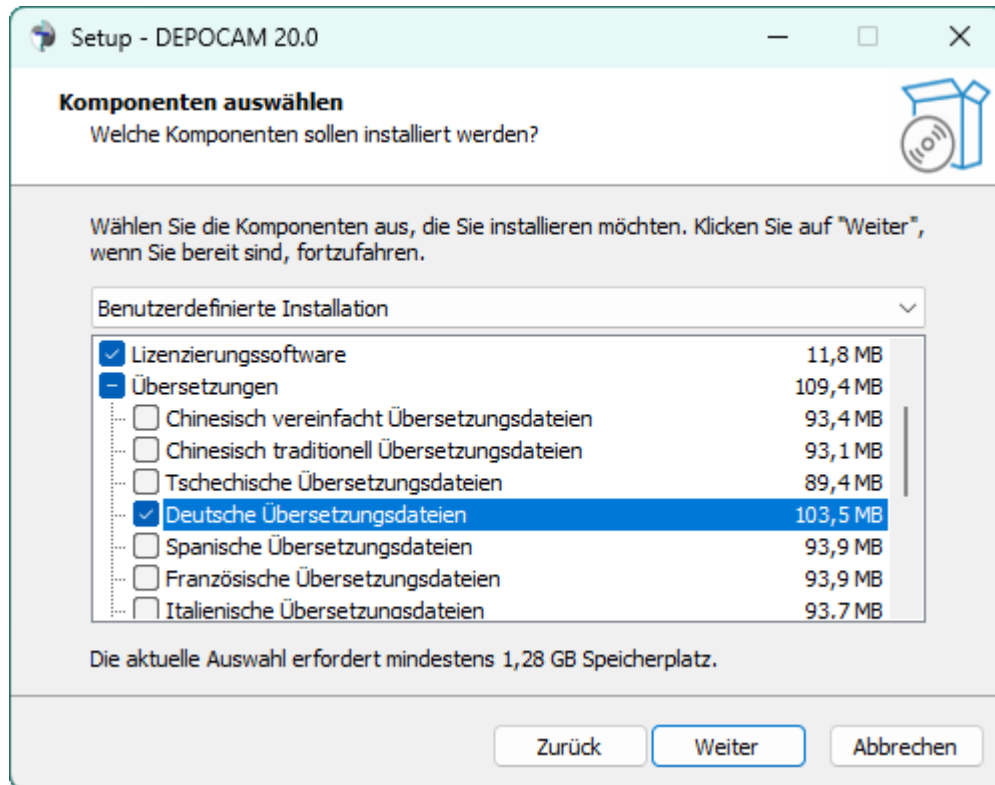 Setup - DEPOCAM 20.0
Komponenten auswählen
Welche Komponenten sollen installiert werden?
Wählen Sie die Komponenten aus, die Sie installieren möchten. Klicken Sie auf "Weiter",
wenn Sie bereit sind, fortzufahren.
Benutzerdefinierte Installation
Lizenzierungssoftware 11,8 MB
Übersetzungen 109,4 MB
Chinesisch vereinfacht Übersetzungsdateien 93,4 MB
Chinesisch traditionell Übersetzungsdateien 93,1 MB
Tschechische Übersetzungsdateien 89,4 MB
Deutsche Übersetzungsdateien 103,5 MB
Spanische Übersetzungsdateien 93,9 MB
Französische Übersetzungsdateien 93,9 MB
Italienische Übersetzungsdateien 93,7 MB
Die aktuelle Auswahl erfordert mindestens 1,28 GB Speicherplatz.
Zurück Weiter Abbrechen